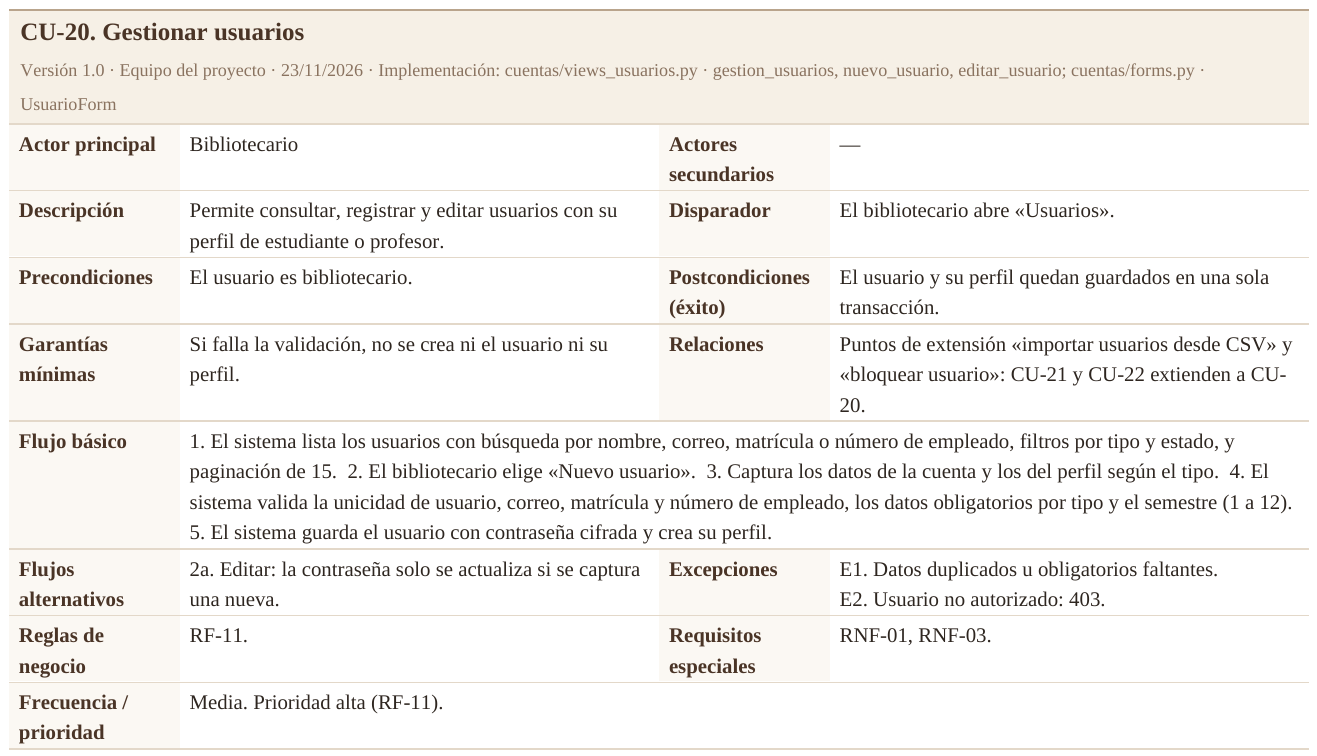 CU-20. Gestionar usuarios
Versión 1.0 · Equipo del proyecto · 23/11/2026 · Implementación: cuentas/views_usuarios.py · gestion_usuarios, nuevo_usuario, editar_usuario; cuentas/forms.py ·
UsuarioForm
Actor principal
Bibliotecario
Actores
secundarios
—
Descripción
Permite consultar, registrar y editar usuarios con su
perfil de estudiante o profesor.
Disparador
El bibliotecario abre «Usuarios».
Precondiciones
El usuario es bibliotecario.
Postcondiciones
(éxito)
El usuario y su perfil quedan guardados en una sola
transacción.
Garantías
mínimas
Si falla la validación, no se crea ni el usuario ni su
perfil.
Relaciones
Puntos de extensión «importar usuarios desde CSV» y
«bloquear usuario»: CU-21 y CU-22 extienden a CU-
20.
Flujo básico
1. El sistema lista los usuarios con búsqueda por nombre, correo, matrícula o número de empleado, filtros por tipo y estado, y
paginación de 15. 2. El bibliotecario elige «Nuevo usuario». 3. Captura los datos de la cuenta y los del perfil según el tipo. 4. El
sistema valida la unicidad de usuario, correo, matrícula y número de empleado, los datos obligatorios por tipo y el semestre (1 a 12).
5. El sistema guarda el usuario con contraseña cifrada y crea su perfil.
Flujos
alternativos
2a. Editar: la contraseña solo se actualiza si se captura
una nueva.
Excepciones
E1. Datos duplicados u obligatorios faltantes.
E2. Usuario no autorizado: 403.
Reglas de
negocio
RF-11.
Requisitos
especiales
RNF-01, RNF-03.
Frecuencia /
prioridad
Media. Prioridad alta (RF-11).